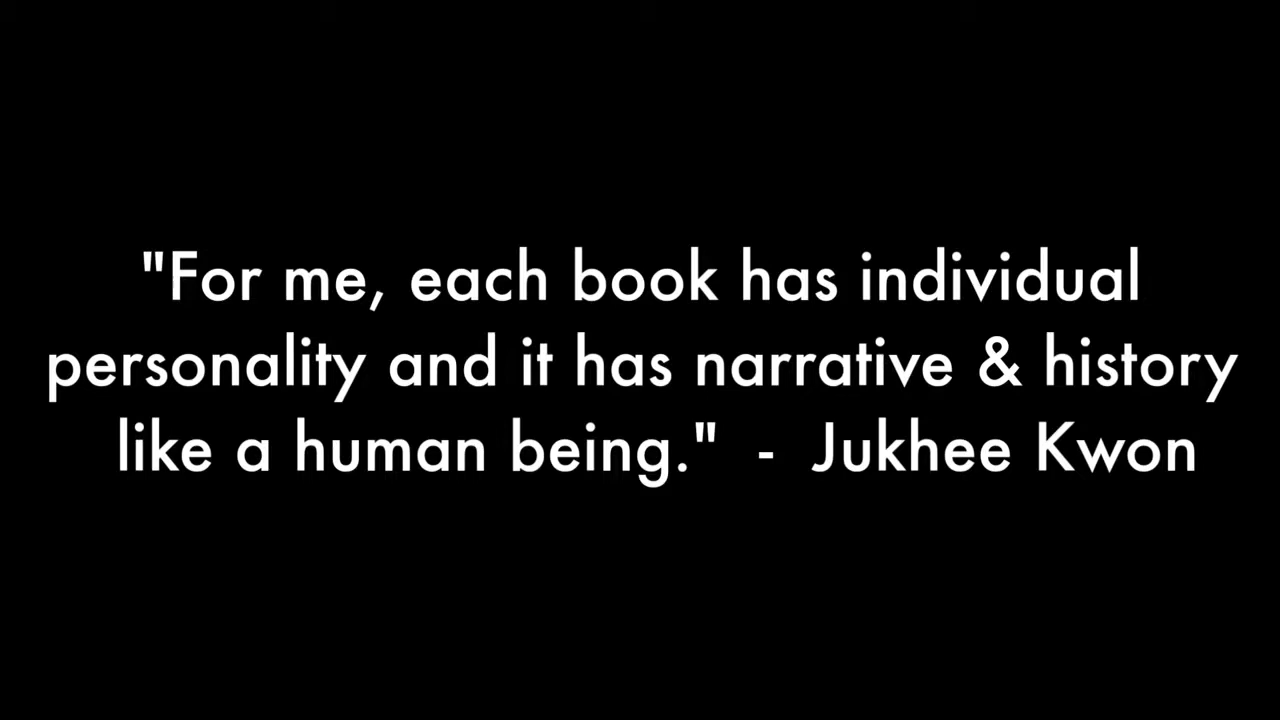 "For me, each book has individual
personality and it has narrative & history
like a human being." - Jukhee Kwon